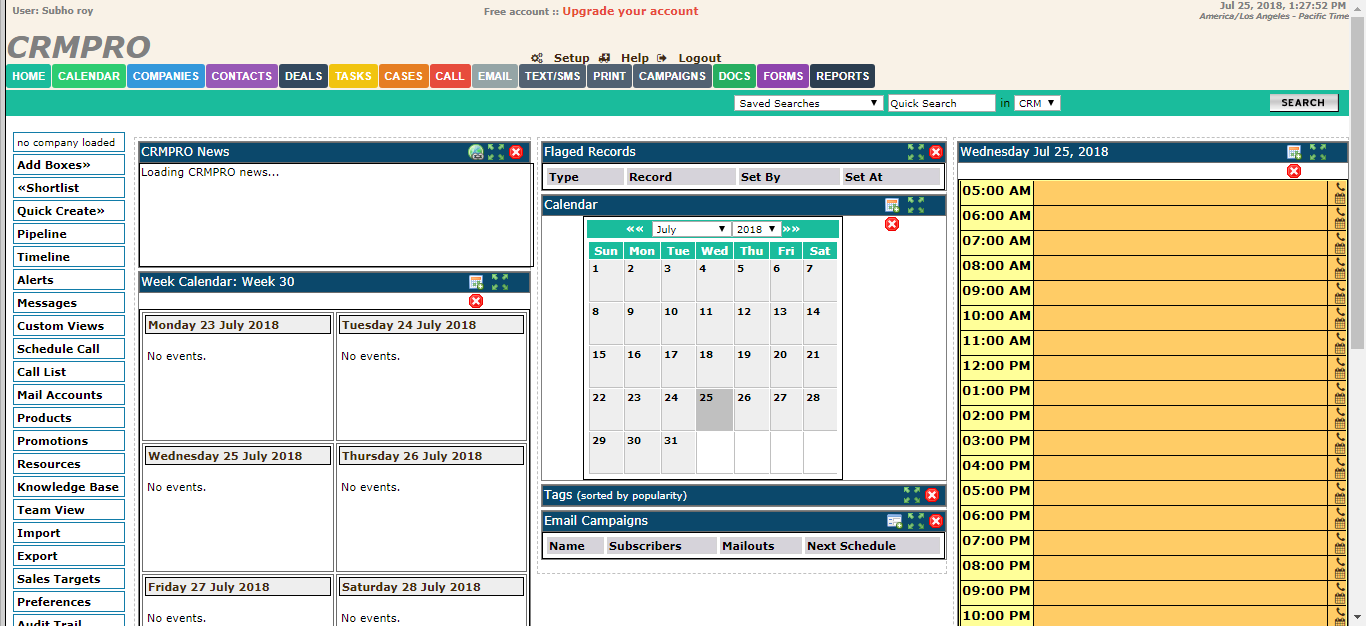 User: Subho roy
Free account :: Upgrade your account
Jul 25, 2018, 1:27:52 PM
America/Los Angeles - Pacific Time
CRMPRO
Setup Help Logout
HOME CALENDAR COMPANIES CONTACTS DEALS TASKS CASES CALL EMAIL TEXT/SMS PRINT CAMPAIGNS DOCS FORMS REPORTS
Saved Searches Quick Search in CRM SEARCH
no company loaded
Add Boxes»
«Shortlist
Quick Create»
Pipeline
Timeline
Alerts
Messages
Custom Views
Schedule Call
Call List
Mail Accounts
Products
Promotions
Resources
Knowledge Base
Team View
Import
Export
Sales Targets
Preferences
Audit Trail
CRMPRO News
Loading CRMPRO news...
Week Calendar: Week 30
Monday 23 July 2018 Tuesday 24 July 2018
No events. No events.
Wednesday 25 July 2018 Thursday 26 July 2018
No events. No events.
Friday 27 July 2018 Saturday 28 July 2018
No events. No events.
Flaged Records
Type Record Set By Set At
Calendar
«« July 2018 »»
Sun Mon Tue Wed Thu Fri Sat
1 2 3 4 5 6 7
8 9 10 11 12 13 14
15 16 17 18 19 20 21
22 23 24 25 26 27 28
29 30 31
Tags (sorted by popularity)
Email Campaigns
Name Subscribers Mailouts Next Schedule
Wednesday Jul 25, 2018
05:00 AM
06:00 AM
07:00 AM
08:00 AM
09:00 AM
10:00 AM
11:00 AM
12:00 PM
01:00 PM
02:00 PM
03:00 PM
04:00 PM
05:00 PM
06:00 PM
07:00 PM
08:00 PM
09:00 PM
10:00 PM